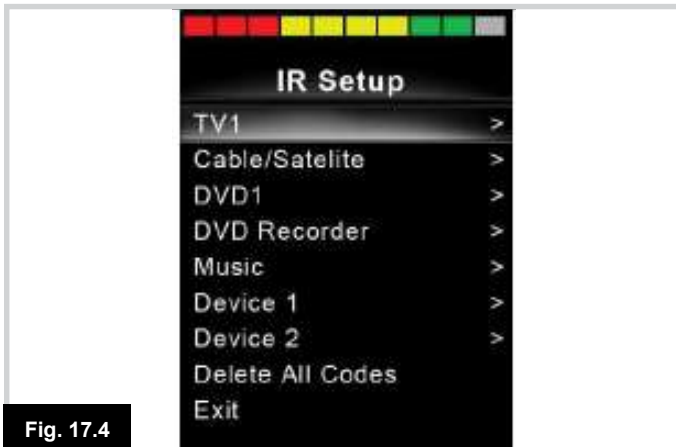 IR Setup
TV1 >
Cable/Satelite >
DVD1 >
DVD Recorder >
Music >
Device 1 >
Device 2 >
Delete All Codes
Exit
Fig. 17.4